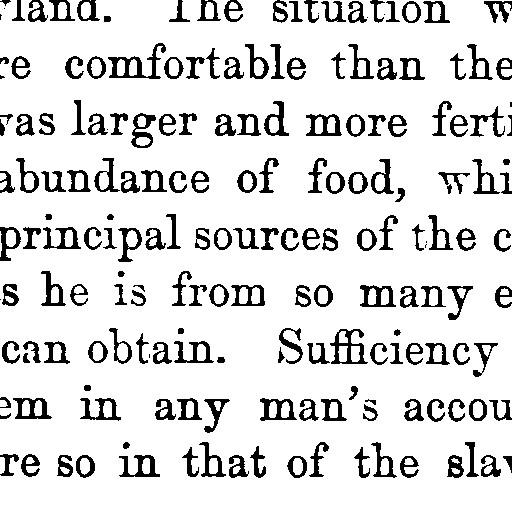 rland. The situation w
re comfortable than the
vas larger and more ferti
abundance of food, whi
principal sources of the c
s he is from so many e
can obtain. Sufficiency
em in any man's accou
re so in that of the slav